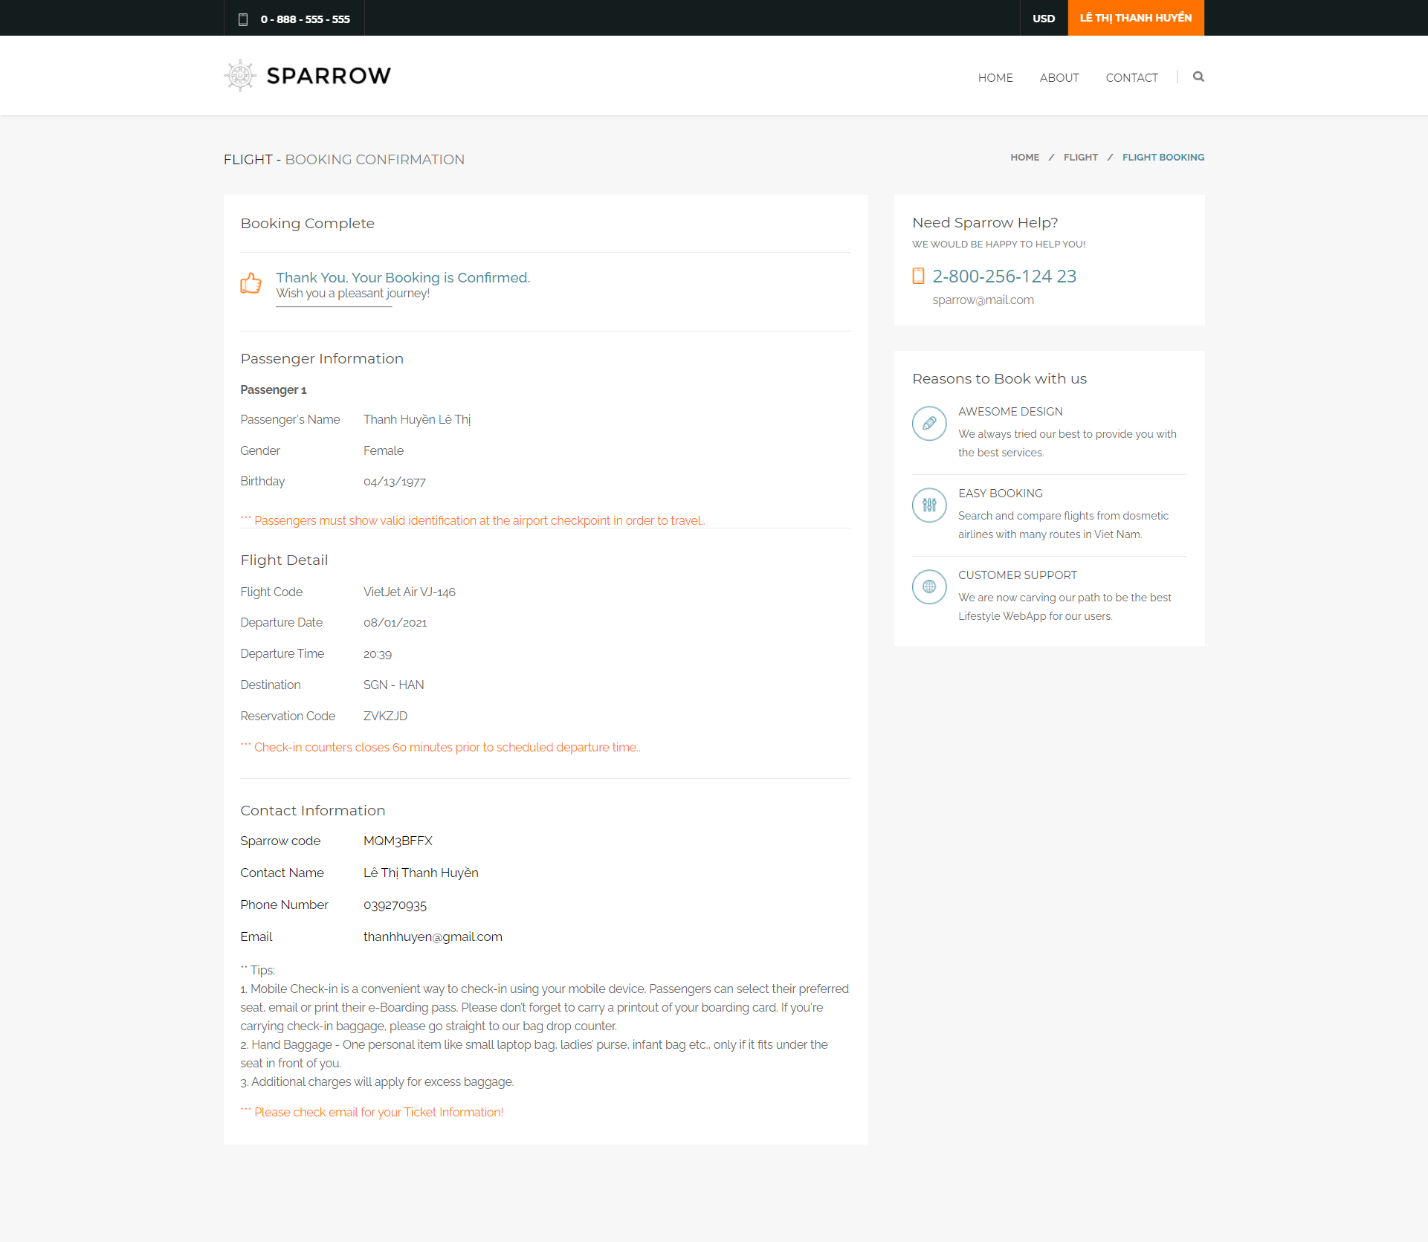 0 - 888 - 555 - 555
USD
LÊ THỊ THANH HUYỀN
SPARROW
HOME
ABOUT
CONTACT
FLIGHT - BOOKING CONFIRMATION
HOME / FLIGHT / FLIGHT BOOKING
Booking Complete
Thank You. Your Booking is Confirmed.
Wish you a pleasant journey!
Passenger Information
Passenger 1
Passenger's Name Thanh Huyền Lê Thị
Gender Female
Birthday 04/13/1977
*** Passengers must show valid identification at the airport checkpoint in order to travel..
Flight Detail
Flight Code VietJet Air VJ-146
Departure Date 08/01/2021
Departure Time 20:39
Destination SGN - HAN
Reservation Code ZVKZJD
*** Check-in counters closes 60 minutes prior to scheduled departure time..
Contact Information
Sparrow code MQM3BFFX
Contact Name Lê Thị Thanh Huyền
Phone Number 039270935
Email thanhhuyen@gmail.com
** Tips:
1. Mobile Check-in is a convenient way to check-in using your mobile device. Passengers can select their preferred
seat, email or print their e-Boarding pass. Please don't forget to carry a printout of your boarding card. If you're
carrying check-in baggage, please go straight to our bag drop counter.
2. Hand Baggage - One personal item like small laptop bag, ladies' purse, infant bag etc., only if it fits under the
seat in front of you.
3. Additional charges will apply for excess baggage.
*** Please check email for your Ticket Information!
Need Sparrow Help?
WE WOULD BE HAPPY TO HELP YOU!
2-800-256-124 23
sparrow@mail.com
Reasons to Book with us
AWESOME DESIGN
We always tried our best to provide you with
the best services.
EASY BOOKING
Search and compare flights from dosmetic
airlines with many routes in Viet Nam.
CUSTOMER SUPPORT
We are now carving our path to be the best
Lifestyle WebApp for our users.